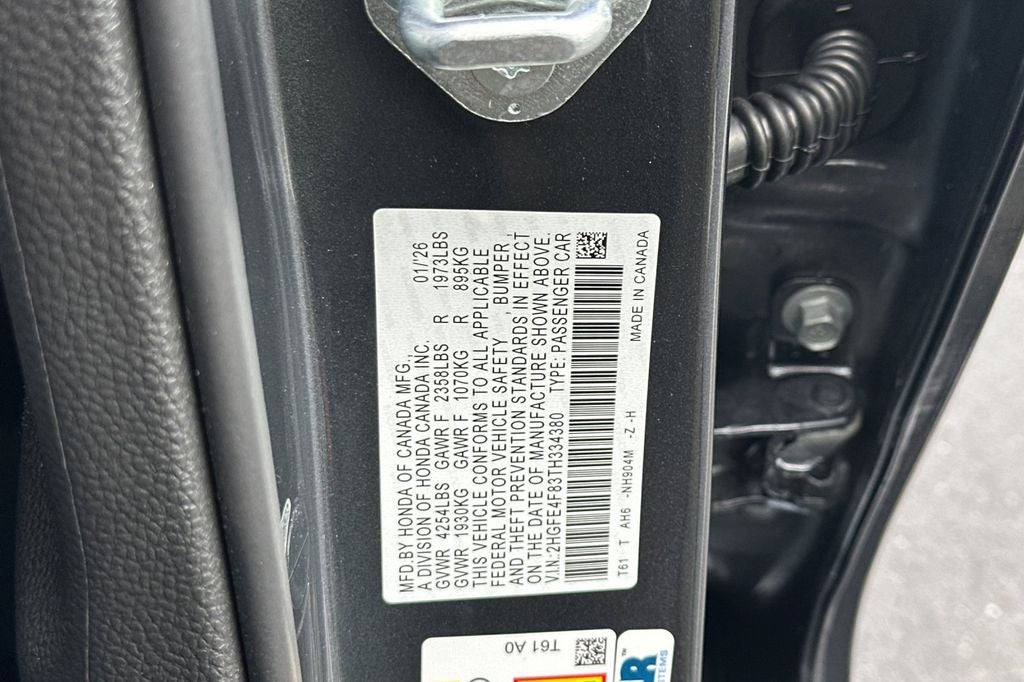 MFD.BY HONDA OF CANADA MFG.,
A DIVISION OF HONDA CANADA INC. 01/'26
GVWR 4254LBS GAWR F 2358LBS R 1973LBS
GVWR 1930KG GAWR F 1070KG R 895KG
THIS VEHICLE CONFORMS TO ALL APPLICABLE
FEDERAL MOTOR VEHICLE SAFETY , BUMPER ,
AND THEFT PREVENTION STANDARDS IN EFFECT
ON THE DATE OF MANUFACTURE SHOWN ABOVE.
V.I.N.:2HGFE4F83TH334380 TYPE: PASSENGER CAR
T61 T AH6 -NH904M -Z -H MADE IN CANADA
T61 A0